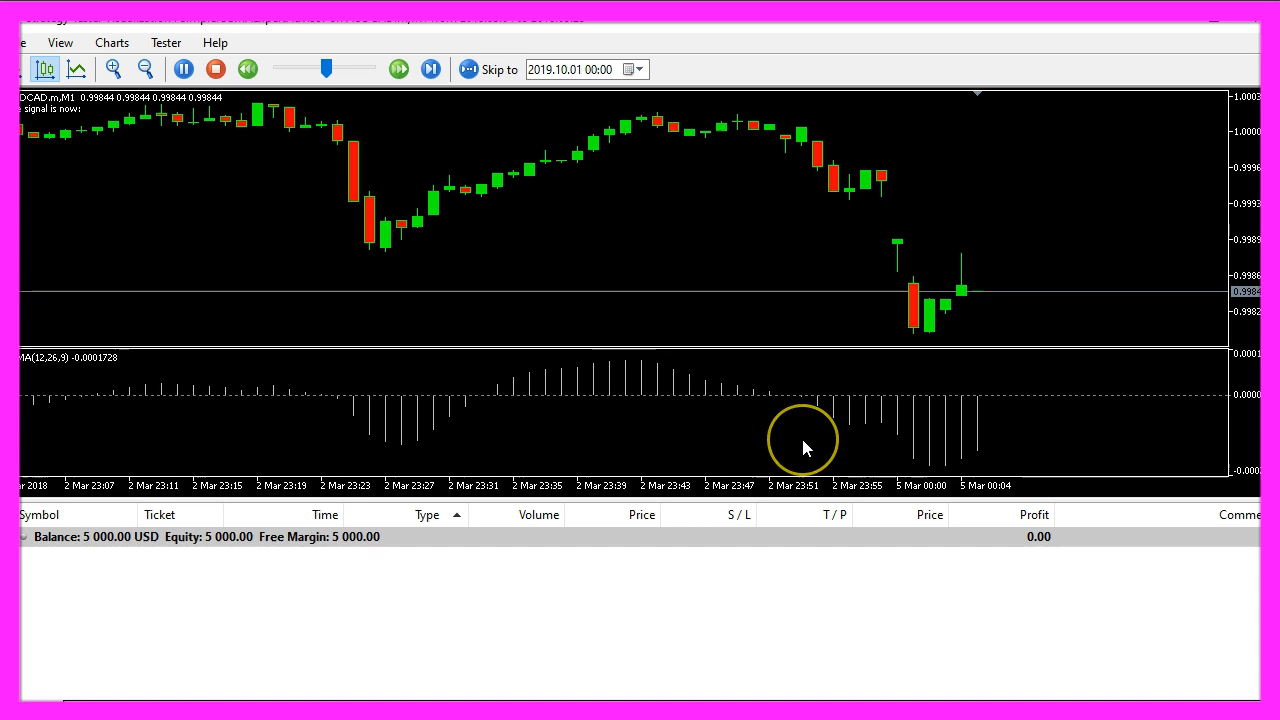 View Charts Tester Help
Skip to 2019.10.01 00:00
DCAD.m,M1 0.99844 0.99844 0.99844 0.99844
signal is now:
1.0003
1.0000
0.9996
0.9993
0.9989
0.9986
0.9984
0.9982
MA(12,26,9) -0.0001728
0.0001
0.0000
-0.000
2018 2 Mar 23:07 2 Mar 23:11 2 Mar 23:15 2 Mar 23:19 2 Mar 23:23 2 Mar 23:27 2 Mar 23:31 2 Mar 23:35 2 Mar 23:39 2 Mar 23:43 2 Mar 23:47 2 Mar 23:51 2 Mar 23:55 5 Mar 00:00 5 Mar 00:04
Symbol Ticket Time Type Volume Price S / L T / P Price Profit Comme
Balance: 5 000.00 USD Equity: 5 000.00 Free Margin: 5 000.00 0.00